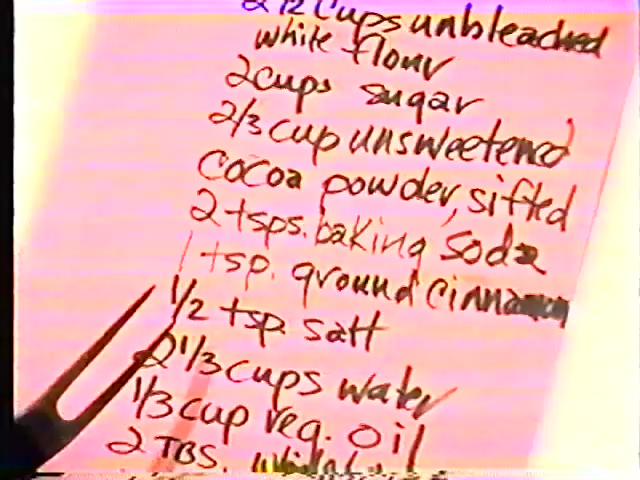 2 1/2 Cups unbleached
white flour
2 cups sugar
2/3 cup unsweetened
cocoa powder, sifted
2 tsps. baking soda
1 tsp. ground cinnamon
1/2 tsp. salt
2 1/3 cups water
1/3 cup veg. oil
2 TBS.